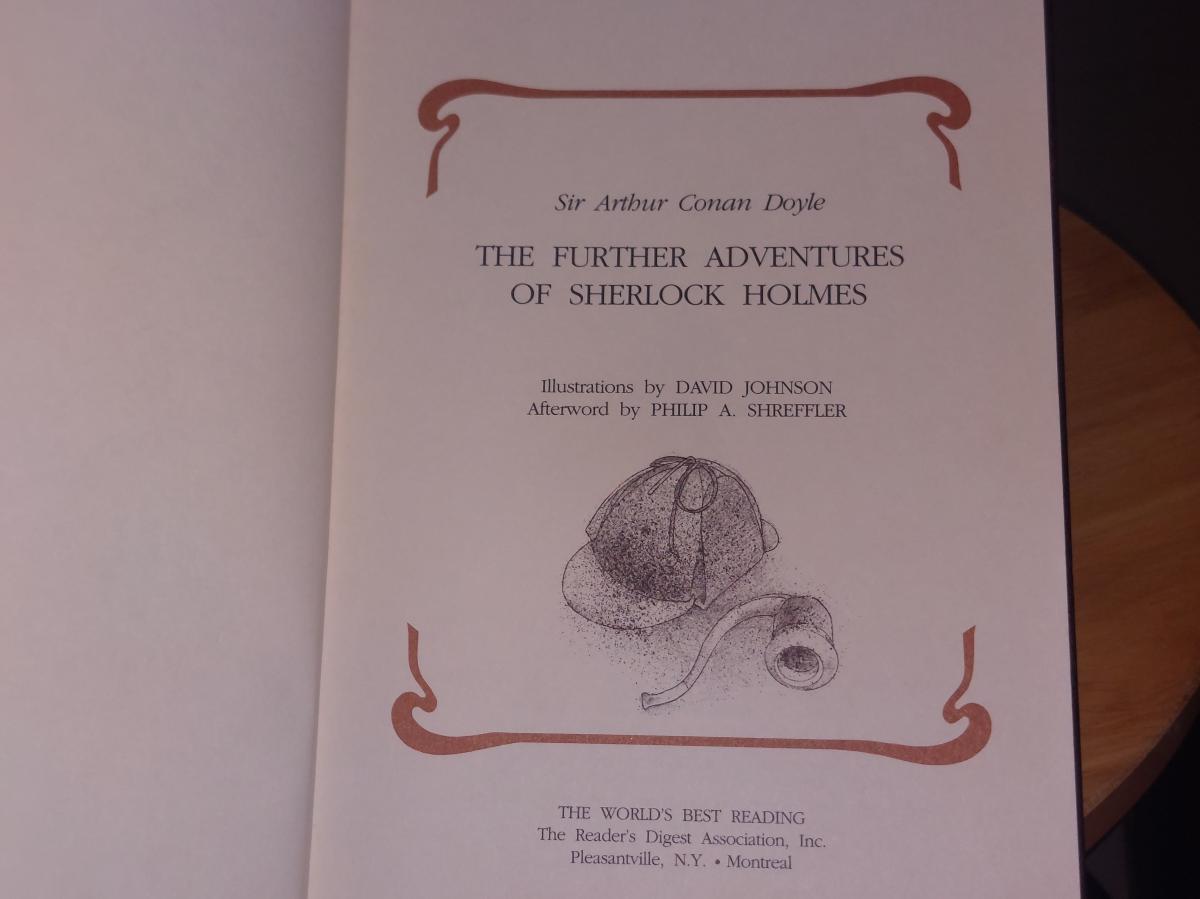 Sir Arthur Conan Doyle
THE FURTHER ADVENTURES
OF SHERLOCK HOLMES
Illustrations by DAVID JOHNSON
Afterword by PHILIP A. SHREFFLER
THE WORLD'S BEST READING
The Reader's Digest Association, Inc.
Pleasantville, N.Y. • Montreal